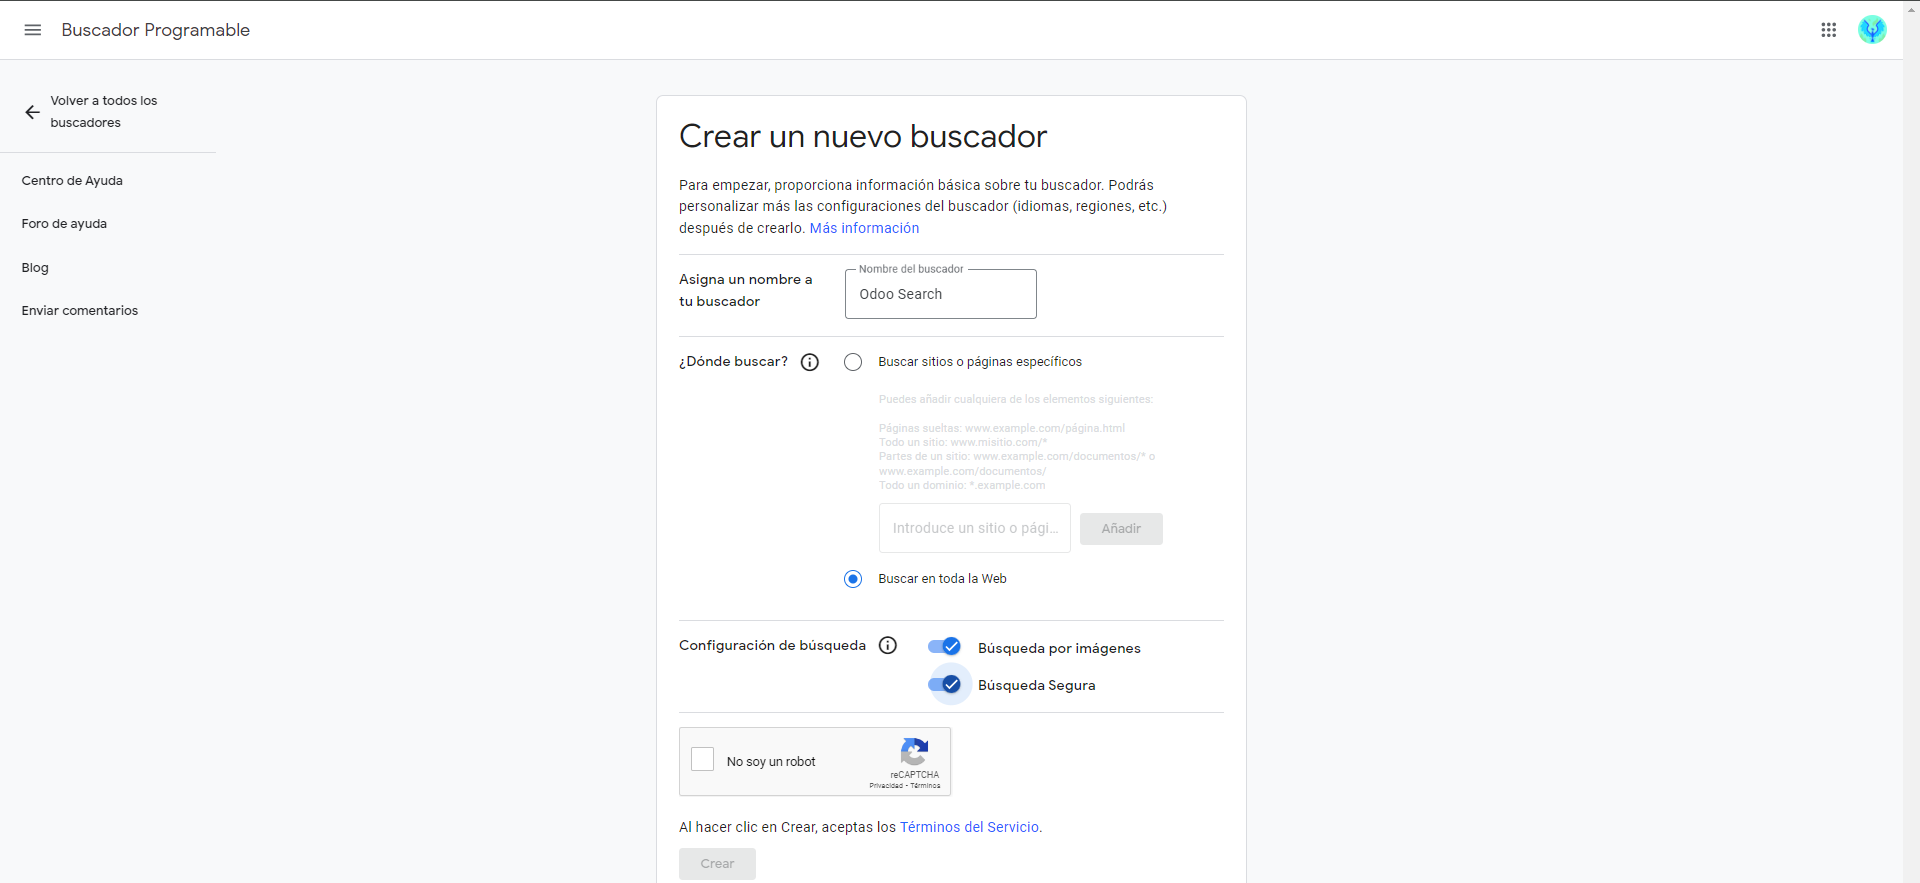 Buscador Programable
Volver a todos los
buscadores
Centro de Ayuda
Foro de ayuda
Blog
Enviar comentarios
Crear un nuevo buscador
Para empezar, proporciona información básica sobre tu buscador. Podrás
personalizar más las configuraciones del buscador (idiomas, regiones, etc.)
después de crearlo. Más información
Asigna un nombre a
tu buscador
Nombre del buscador
Odoo Search
¿Dónde buscar?
Buscar sitios o páginas específicos
Puedes añadir cualquiera de los elementos siguientes:
Páginas sueltas: www.example.com/página.html
Todo un sitio: www.misitio.com/*
Partes de un sitio: www.example.com/documentos/* o
www.example.com/documentos/
Todo un dominio: *.example.com
Introduce un sitio o pági...
Añadir
Buscar en toda la Web
Configuración de búsqueda
Búsqueda por imágenes
Búsqueda Segura
No soy un robot
reCAPTCHA
Privacidad - Términos
Al hacer clic en Crear, aceptas los Términos del Servicio.
Crear